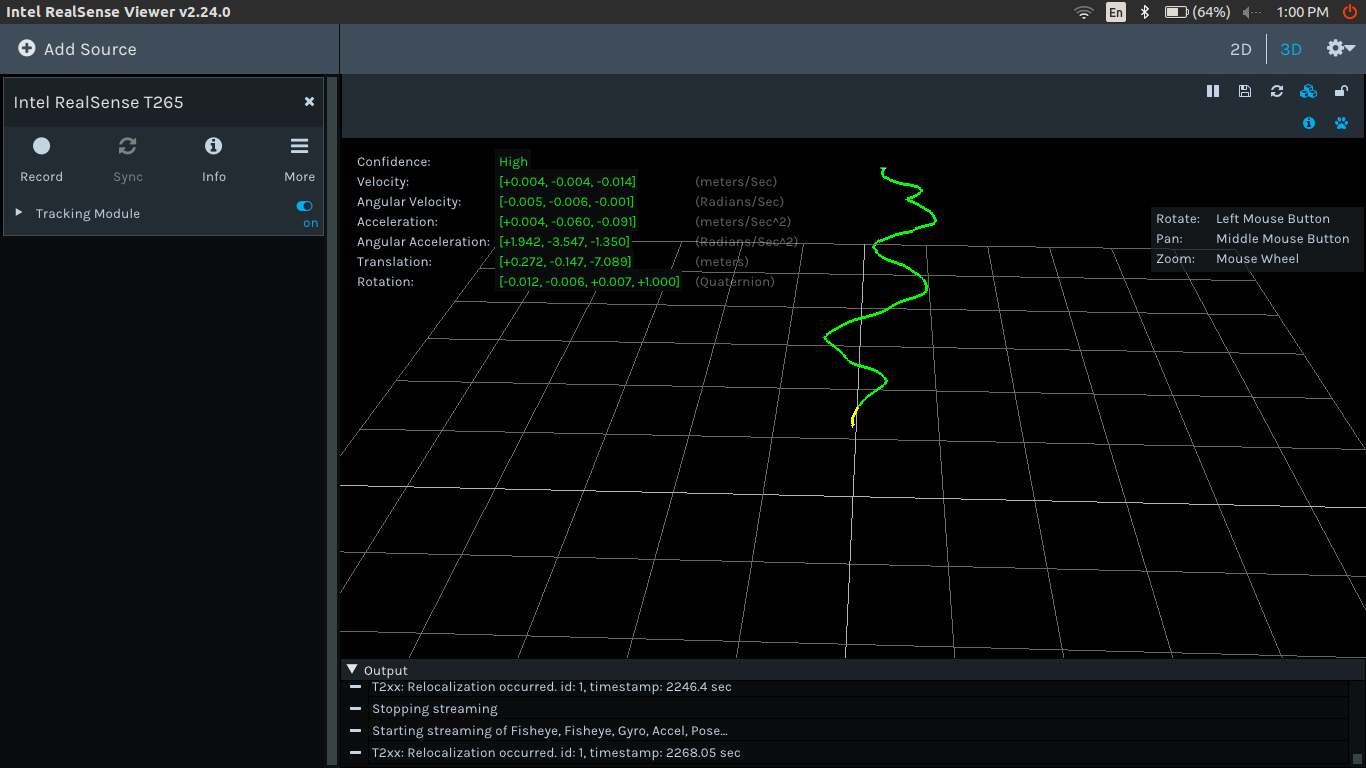 Intel RealSense Viewer v2.24.0
En (64%) 1:00 PM
Add Source
2D 3D
Intel RealSense T265
Record Sync Info More
Tracking Module on
Confidence: High
Velocity: [+0.004, -0.004, -0.014] (meters/Sec)
Angular Velocity: [-0.005, -0.006, -0.001] (Radians/Sec)
Acceleration: [+0.004, -0.060, -0.091] (meters/Sec^2)
Angular Acceleration: [+1.942, -3.547, -1.350] (Radians/Sec^2)
Translation: [+0.272, -0.147, -7.089] (meters)
Rotation: [-0.012, -0.006, +0.007, +1.000] (Quaternion)
Rotate: Left Mouse Button
Pan: Middle Mouse Button
Zoom: Mouse Wheel
Output
T2xx: Relocalization occurred. id: 1, timestamp: 2246.4 sec
Stopping streaming
Starting streaming of Fisheye, Fisheye, Gyro, Accel, Pose...
T2xx: Relocalization occurred. id: 1, timestamp: 2268.05 sec